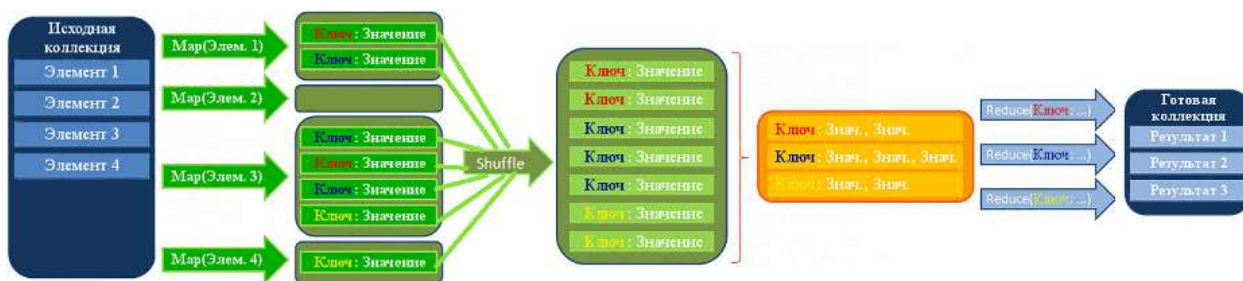 Исходная
коллекция
Элемент 1
Элемент 2
Элемент 3
Элемент 4
Map(Элем. 1)
Map(Элем. 2)
Map(Элем. 3)
Map(Элем. 4)
Ключ: Значение
Ключ: Значение
Ключ: Значение
Ключ: Значение
Ключ: Значение
Ключ: Значение
Ключ: Значение
Shuffle
Ключ: Значение
Ключ: Значение
Ключ: Значение
Ключ: Значение
Ключ: Значение
Ключ: Значение
Ключ: Значение
Ключ: Знач., Знач.
Ключ: Знач., Знач., Знач.
Ключ: Знач., Знач.
Reduce(Ключ:...)
Reduce(Ключ:...)
Reduce(Ключ:...)
Готовая
коллекция
Результат 1
Результат 2
Результат 3